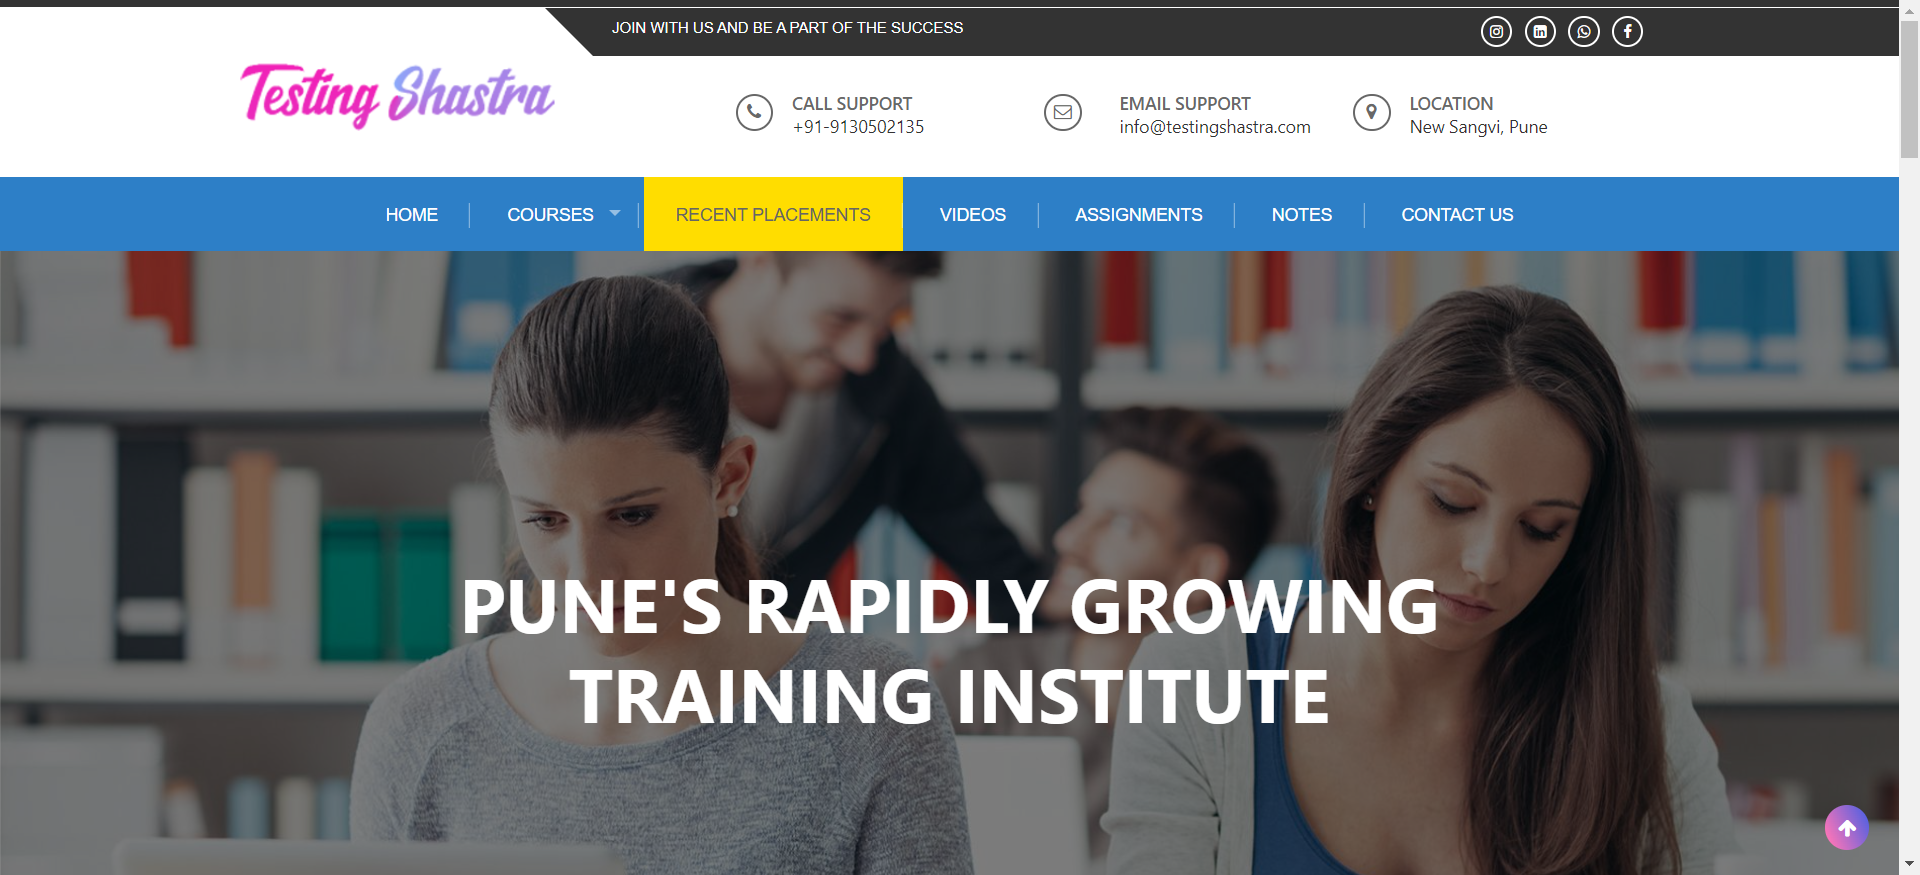 JOIN WITH US AND BE A PART OF THE SUCCESS
Testing Shastra
CALL SUPPORT
+91-9130502135
EMAIL SUPPORT
info@testingshastra.com
LOCATION
New Sangvi, Pune
HOME
COURSES
RECENT PLACEMENTS
VIDEOS
ASSIGNMENTS
NOTES
CONTACT US
PUNE'S RAPIDLY GROWING
TRAINING INSTITUTE